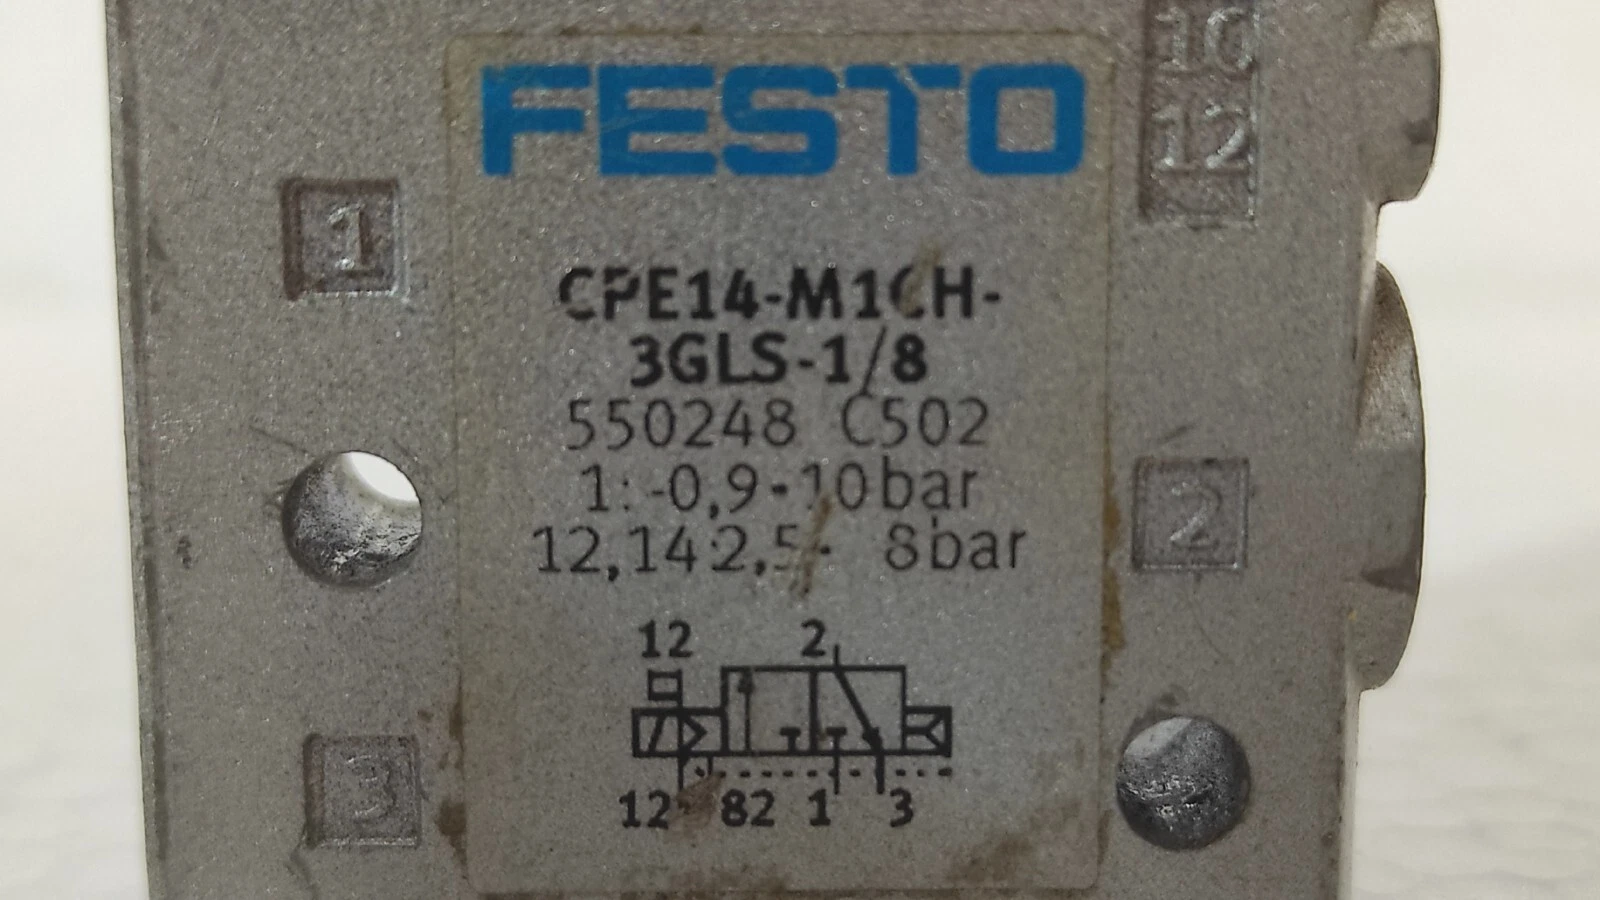 FESTO
10
12
1
CPE14-M1CH-
3GLS-1/8
550248 C502
1: -0,9-10bar
12,14:2,5- 8bar
2
12 2
3
12 82 1 3